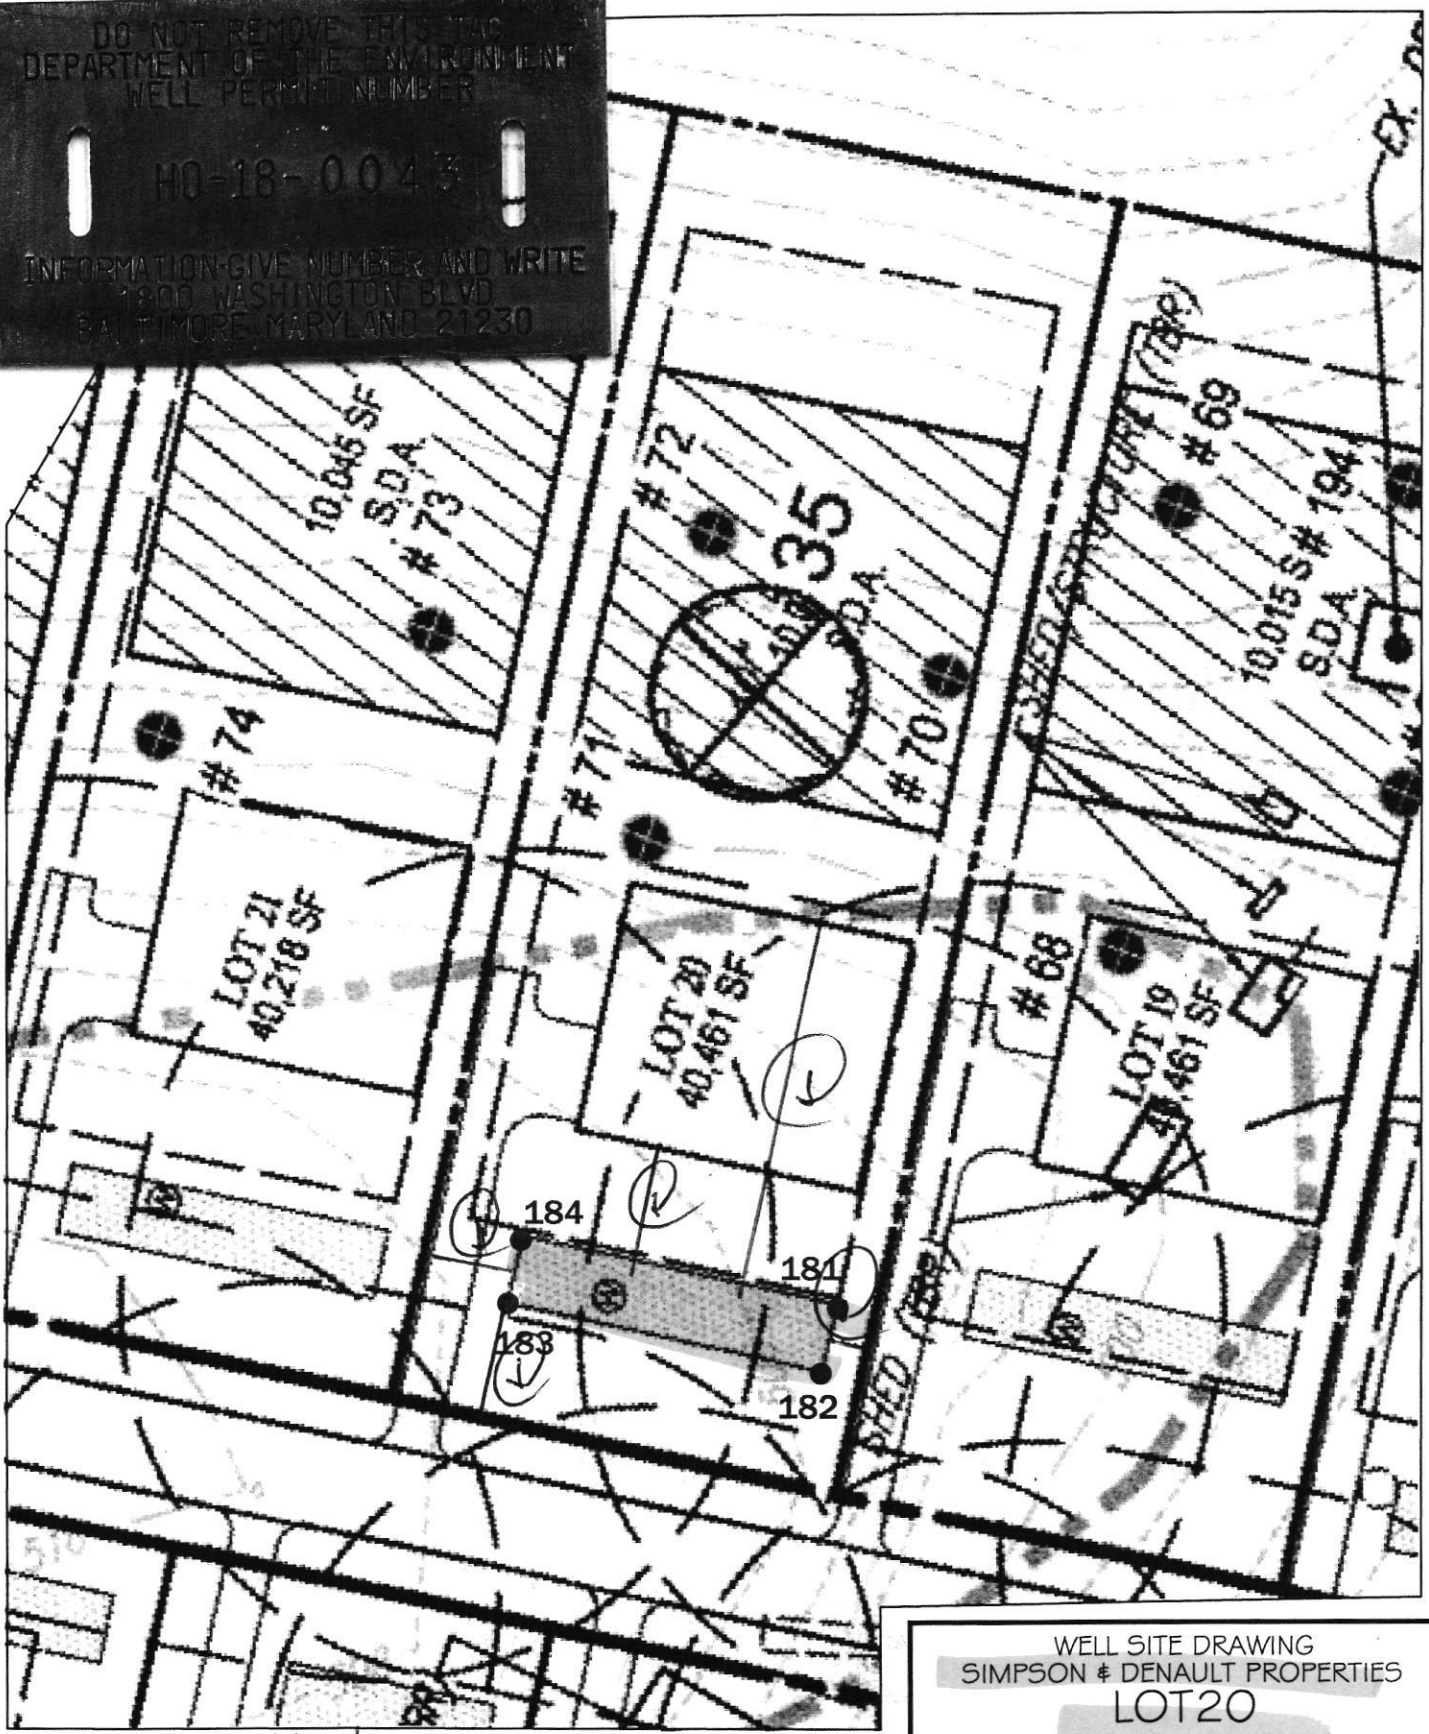 DO NOT REMOVE THIS TAG
DEPARTMENT OF THE ENVIRONMENT
WELL PERMIT NUMBER
HO-18-0043
INFORMATION-GIVE NUMBER AND WRITE
1800 WASHINGTON BLVD
BALTIMORE, MARYLAND 21230
EX.
10,045 SF
S.D.A.
# 73
# 72
35
S.D.A.
# 71
# 70
SHED/STRUCTURE (TBR)
# 69
# 194
10,015 S
S.D.A.
# 74
LOT 21
40,218 SF
LOT 20
40,461 SF
# 68
LOT 19
40,461 SF
W
184
181
183
182
W
W
SHED (TBR)
510
WELL SITE DRAWING
SIMPSON & DENAULT PROPERTIES
LOT20